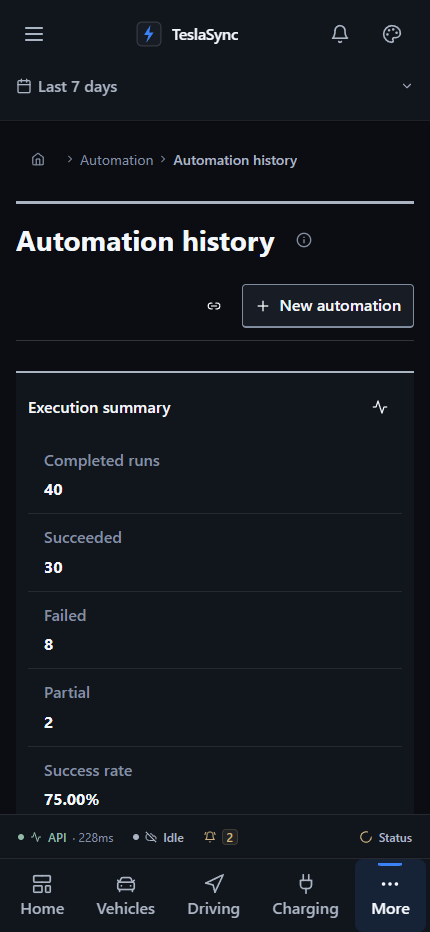 TeslaSync
Last 7 days
Automation
Automation history
Automation history
New automation
Execution summary
Completed runs
40
Succeeded
30
Failed
8
Partial
2
Success rate
75.00%
API · 228ms
Idle
2
Status
Home
Vehicles
Driving
Charging
More